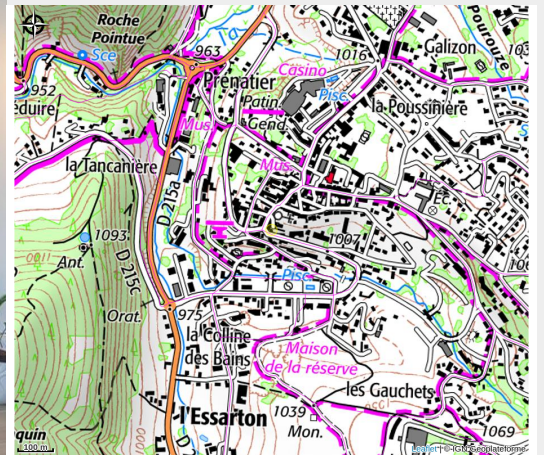 Roche
Pointue
Sce
963
1016
Galizon
Pourouze
952
Prénatier
Casino
Patin.
Pisc.
la Poussinière
Mus.
Gend.
la Tancanière
Mus.
Ec.
D 215a
1093
Ant.
1007
D 215c
Pisc.
Orat.
975
la Colline
des Bains
Maison
de la réserve
les Gauchets
l'Essarton
1039
Mon.
1069
100 m
Leaflet | © IGN Geoplateforme